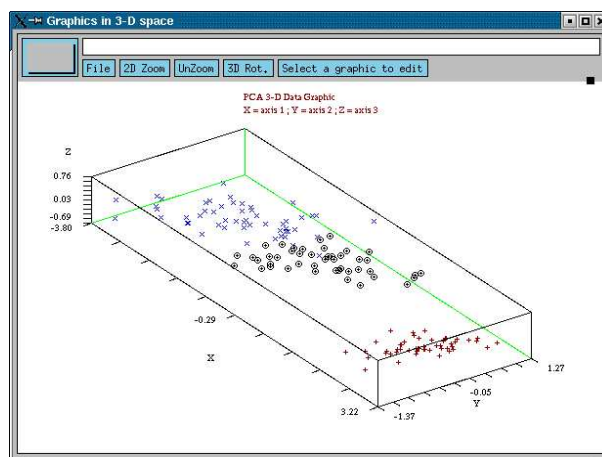 Graphics in 3-D space
File 2D Zoom UnZoom 3D Rot. Select a graphic to edit
PCA 3-D Data Graphic
X = axis 1 ; Y = axis 2 ; Z = axis 3
Z
0.76
0.03
-0.69
-3.80
-0.29
X
3.22
-1.37
-0.05
Y
1.27